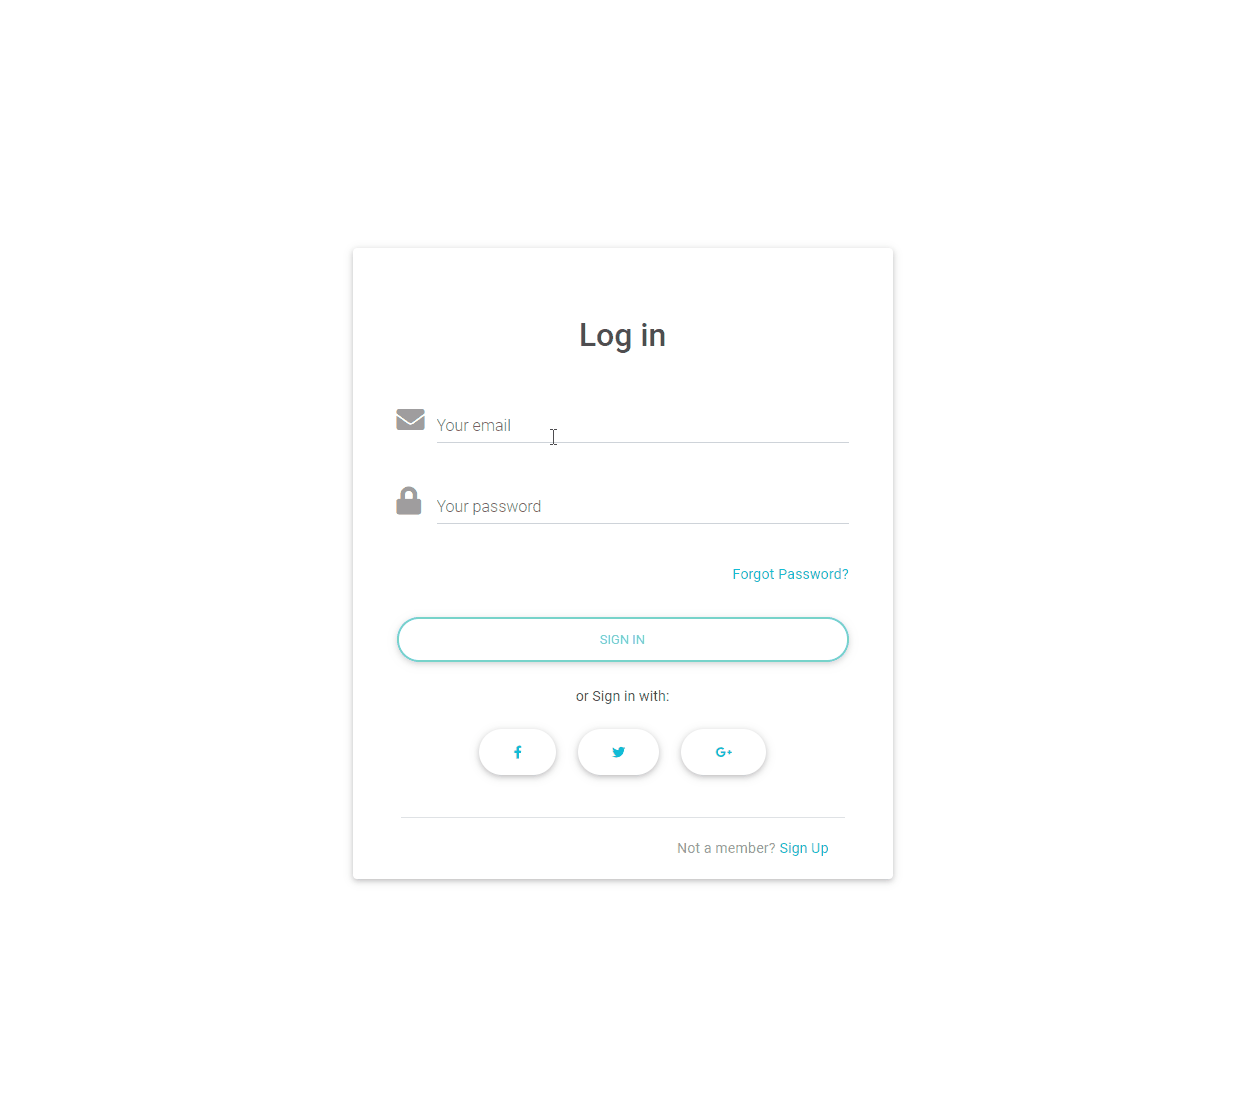 Log in
Your email
Your password
Forgot Password?
SIGN IN
or Sign in with:
Not a member? Sign Up